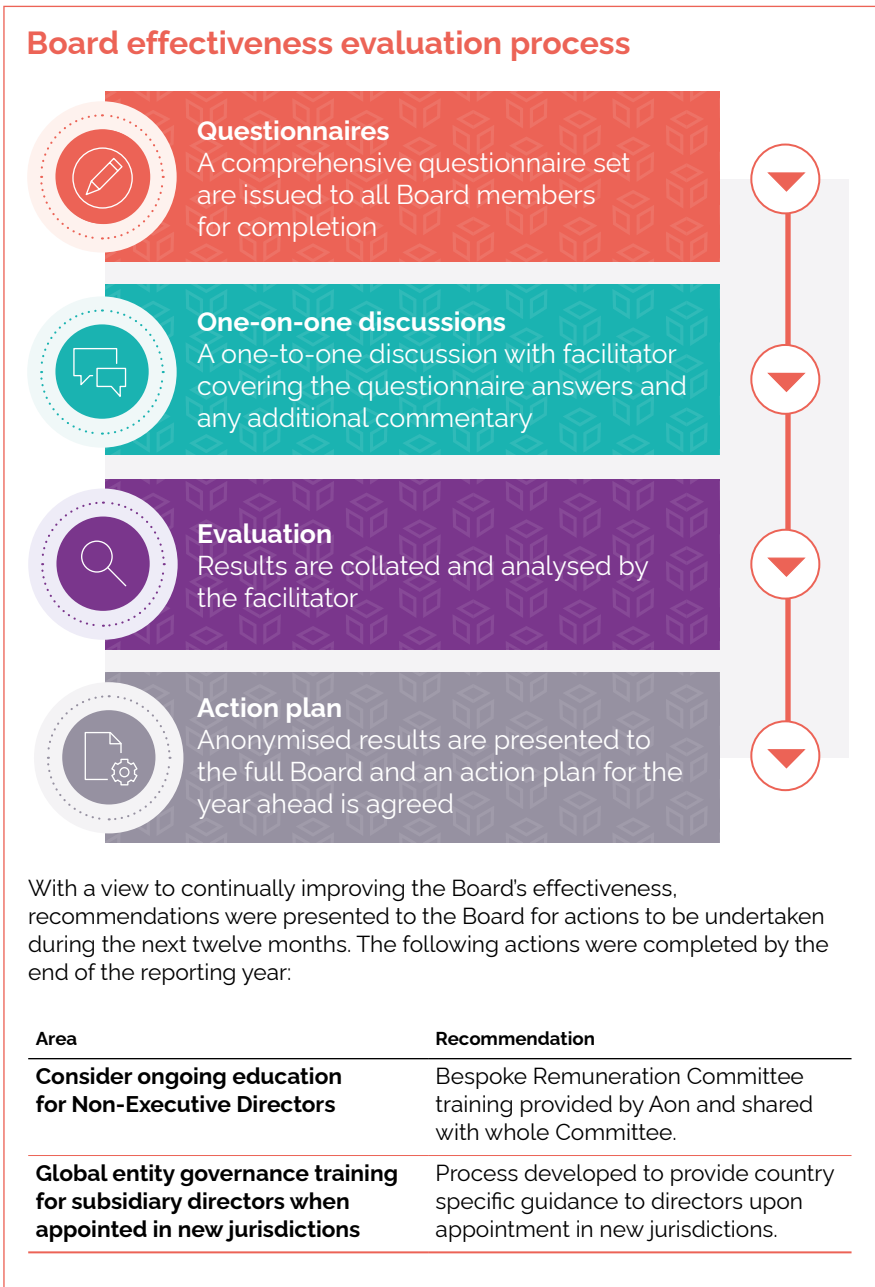 Board effectiveness evaluation process
Questionnaires
A comprehensive questionnaire set
are issued to all Board members
for completion
One-on-one discussions
A one-to-one discussion with facilitator
covering the questionnaire answers and
any additional commentary
Evaluation
Results are collated and analysed by
the facilitator
Action plan
Anonymised results are presented to
the full Board and an action plan for the
year ahead is agreed
With a view to continually improving the Board's effectiveness,
recommendations were presented to the Board for actions to be undertaken
during the next twelve months. The following actions were completed by the
end of the reporting year:
Area Recommendation
Consider ongoing education Bespoke Remuneration Committee
for Non-Executive Directors training provided by Aon and shared
with whole Committee.
Global entity governance training Process developed to provide country
for subsidiary directors when specific guidance to directors upon
appointed in new jurisdictions appointment in new jurisdictions.